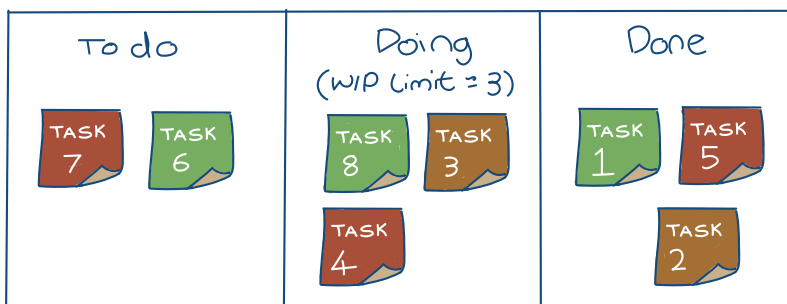 To do
TASK
7
TASK
6
Doing
(WIP Limit = 3)
TASK
8
TASK
3
TASK
4
Done
TASK
1
TASK
5
TASK
2